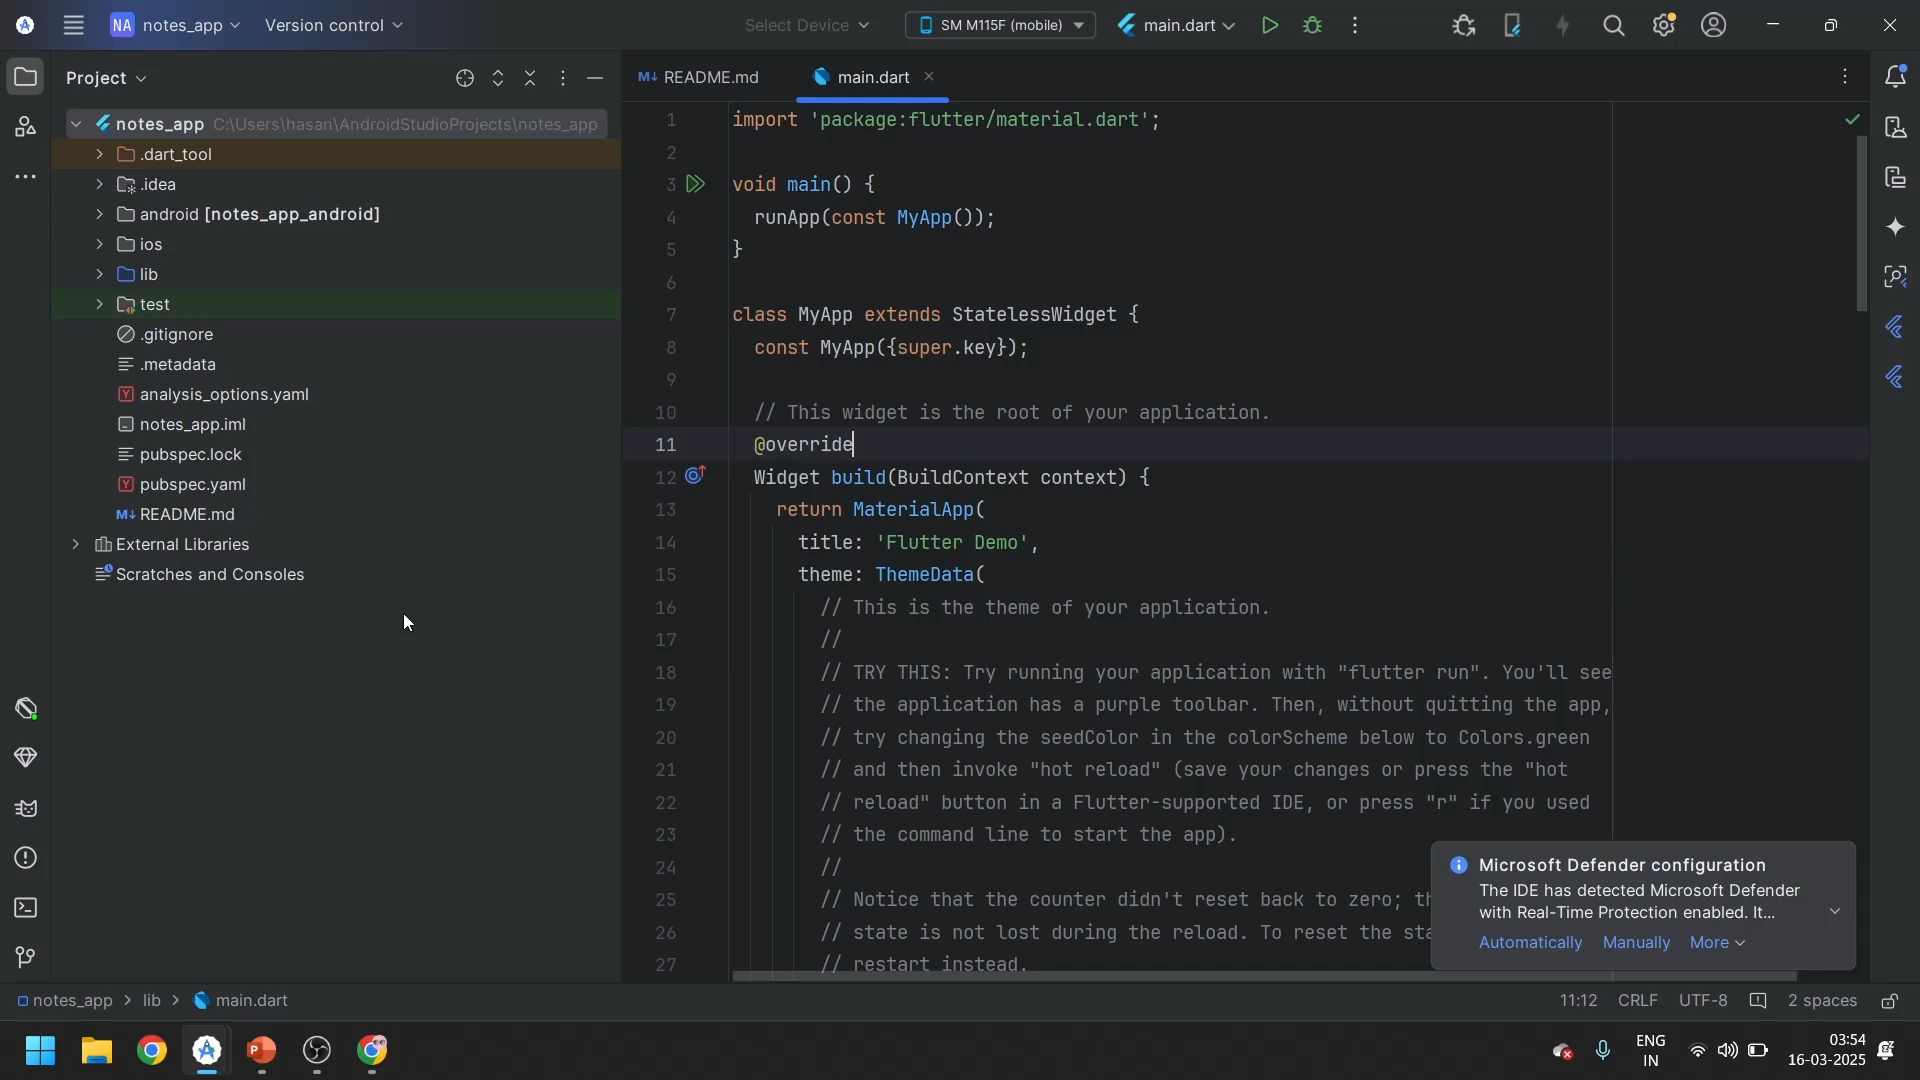 NA notes_app
Version control
Select Device
SM M115F (mobile)
main.dart
Project
README.md
main.dart
notes_app C:\Users\hasan\AndroidStudioProjects\notes_app
.dart_tool
.idea
android [notes_app_android]
ios
lib
test
.gitignore
.metadata
analysis_options.yaml
notes_app.iml
pubspec.lock
pubspec.yaml
README.md
External Libraries
Scratches and Consoles
1 import 'package:flutter/material.dart';
2
3 void main() {
4 runApp(const MyApp());
5 }
6
7 class MyApp extends StatelessWidget {
8 const MyApp({super.key});
9
10 // This widget is the root of your application.
11 @override
12 Widget build(BuildContext context) {
13 return MaterialApp(
14 title: 'Flutter Demo',
15 theme: ThemeData(
16 // This is the theme of your application.
17 //
18 // TRY THIS: Try running your application with "flutter run". You'll see
19 // the application has a purple toolbar. Then, without quitting the app,
20 // try changing the seedColor in the colorScheme below to Colors.green
21 // and then invoke "hot reload" (save your changes or press the "hot
22 // reload" button in a Flutter-supported IDE, or press "r" if you used
23 // the command line to start the app).
24 //
25 // Notice that the counter didn't reset back to zero;
26 // state is not lost during the reload. To reset the
27 // restart instead.
Microsoft Defender configuration
The IDE has detected Microsoft Defender
with Real-Time Protection enabled. It...
Automatically Manually More
notes_app > lib > main.dart
11:12 CRLF UTF-8 2 spaces
ENG
IN
03:54
16-03-2025